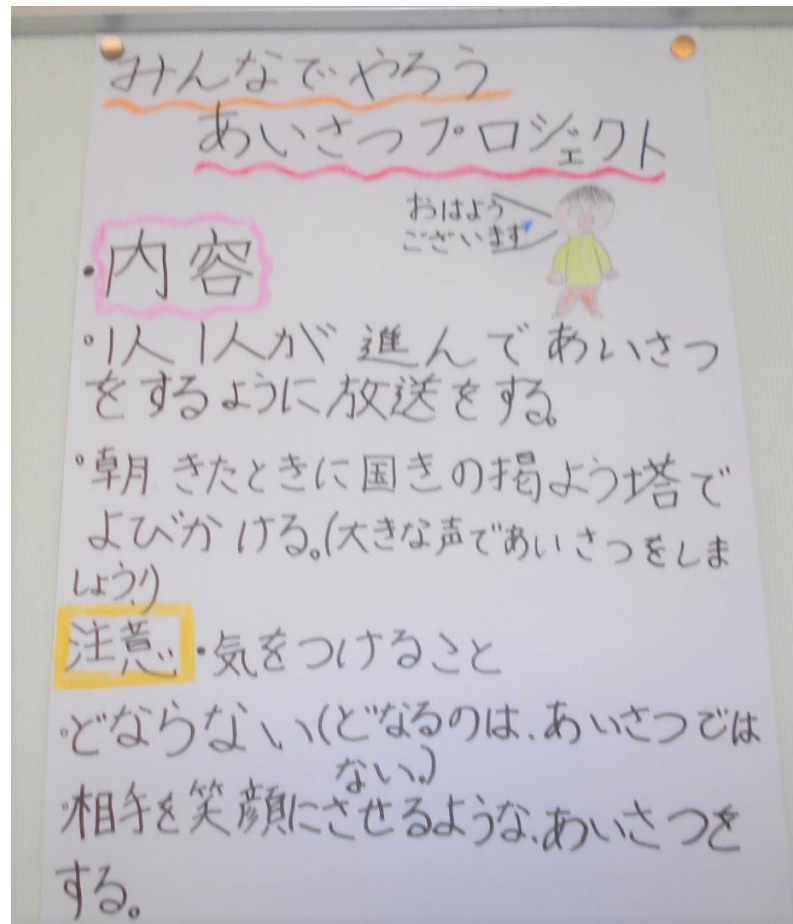 みんなでやろう
あいさつプロジェクト
おはよう
ございます
・内容
・1人1人が進んであいさつ
をするように放送をする。
・朝きたときに国きの掲よう塔で
よびかける。(大きな声であいさつをしま
しょう!)
注意・気をつけること
・どならない(どなるのは、あいさつでは
ない。)
・相手を笑顔にさせるような、あいさつを
する。